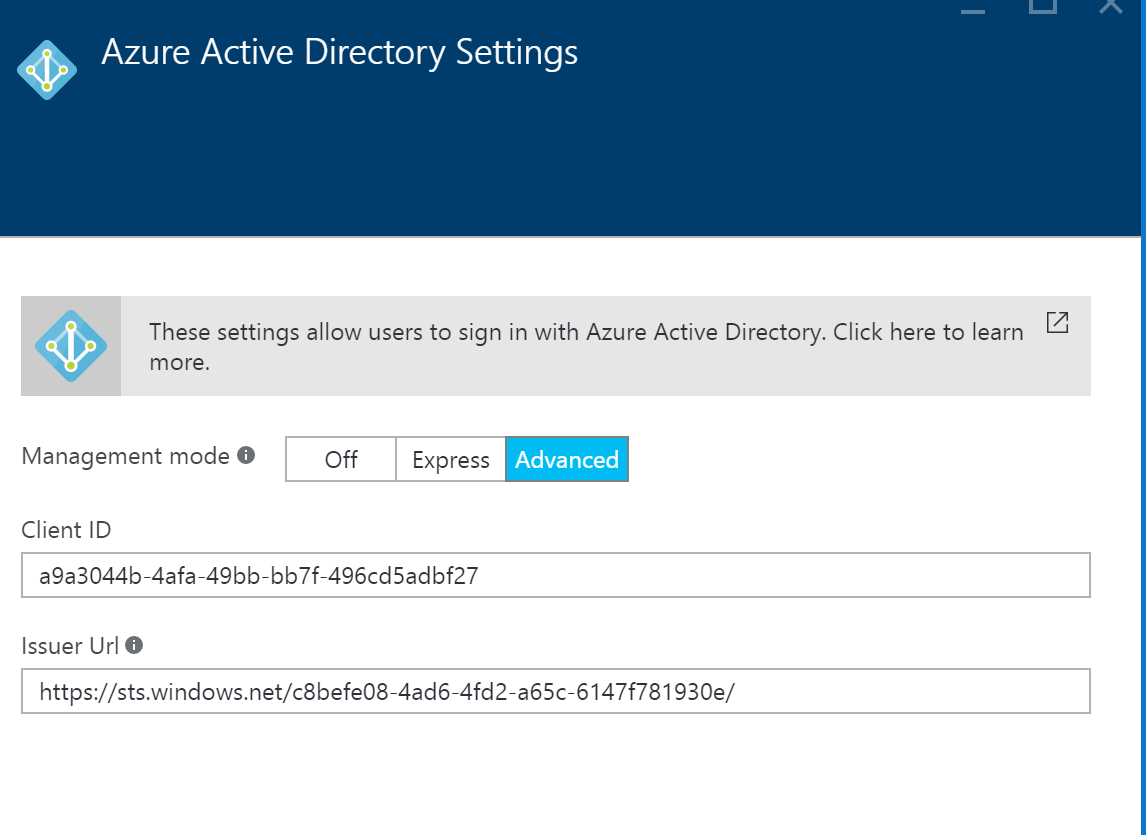 Azure Active Directory Settings
These settings allow users to sign in with Azure Active Directory. Click here to learn
more.
Management mode
Off
Express
Advanced
Client ID
a9a3044b-4afa-49bb-bb7f-496cd5adbf27
Issuer Url
https://sts.windows.net/c8befe08-4ad6-4fd2-a65c-6147f781930e/